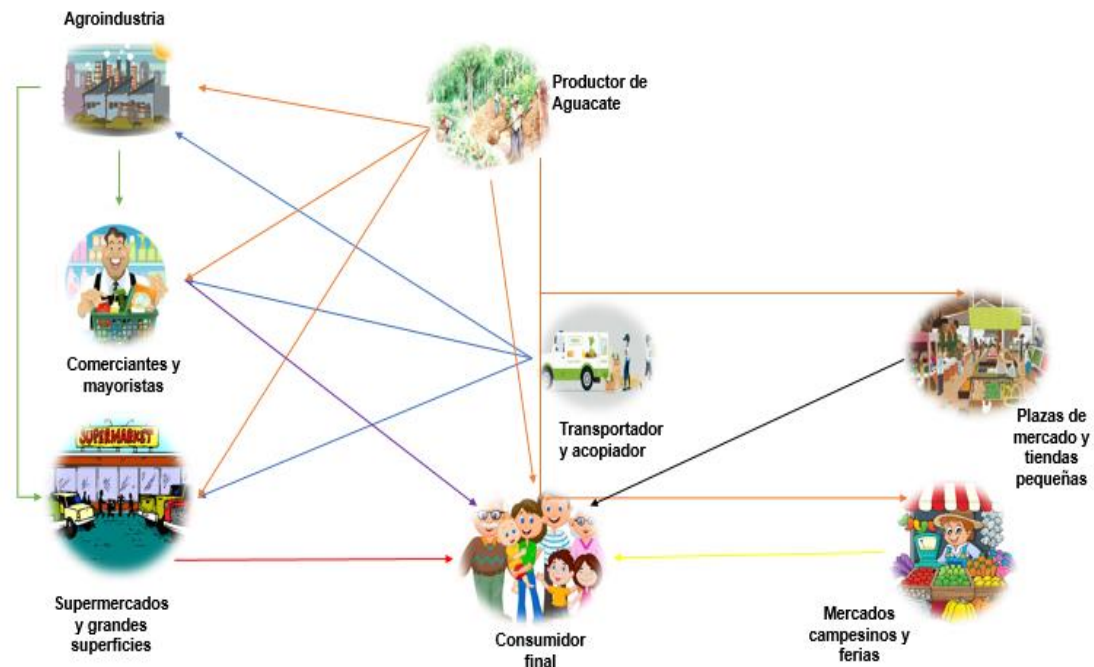 Agroindustria
Productor de
Aguacate
Comerciantes y
mayoristas
SUPERMARKET
Transportador
y acopiador
Plazas de
mercado y
tiendas
pequeñas
Supermercados
y grandes
superficies
Consumidor
final
Mercados
campesinos y
ferias